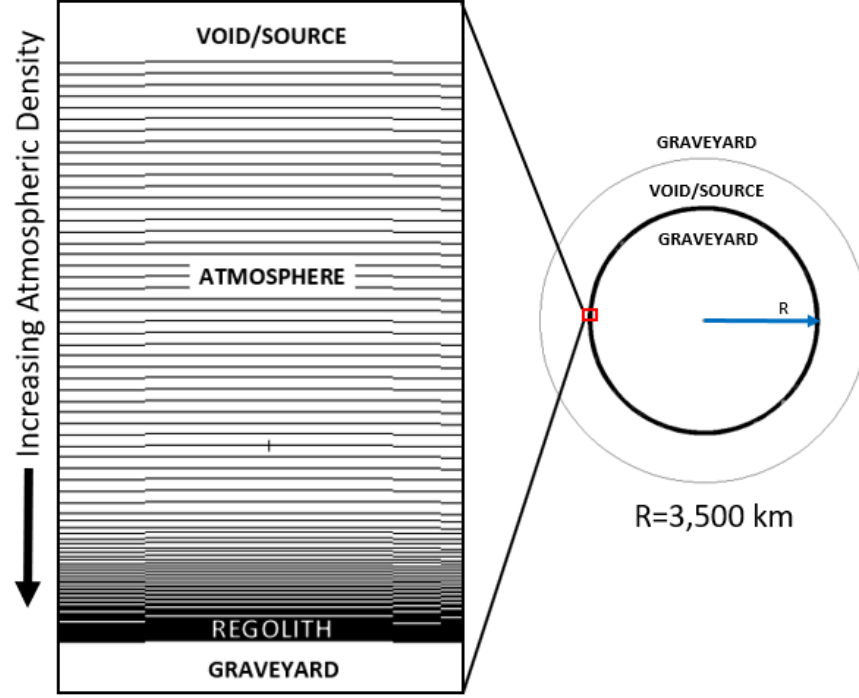 Increasing Atmospheric Density
VOID/SOURCE
ATMOSPHERE
REGOLITH
GRAVEYARD
GRAVEYARD
VOID/SOURCE
GRAVEYARD
R
R=3,500 km